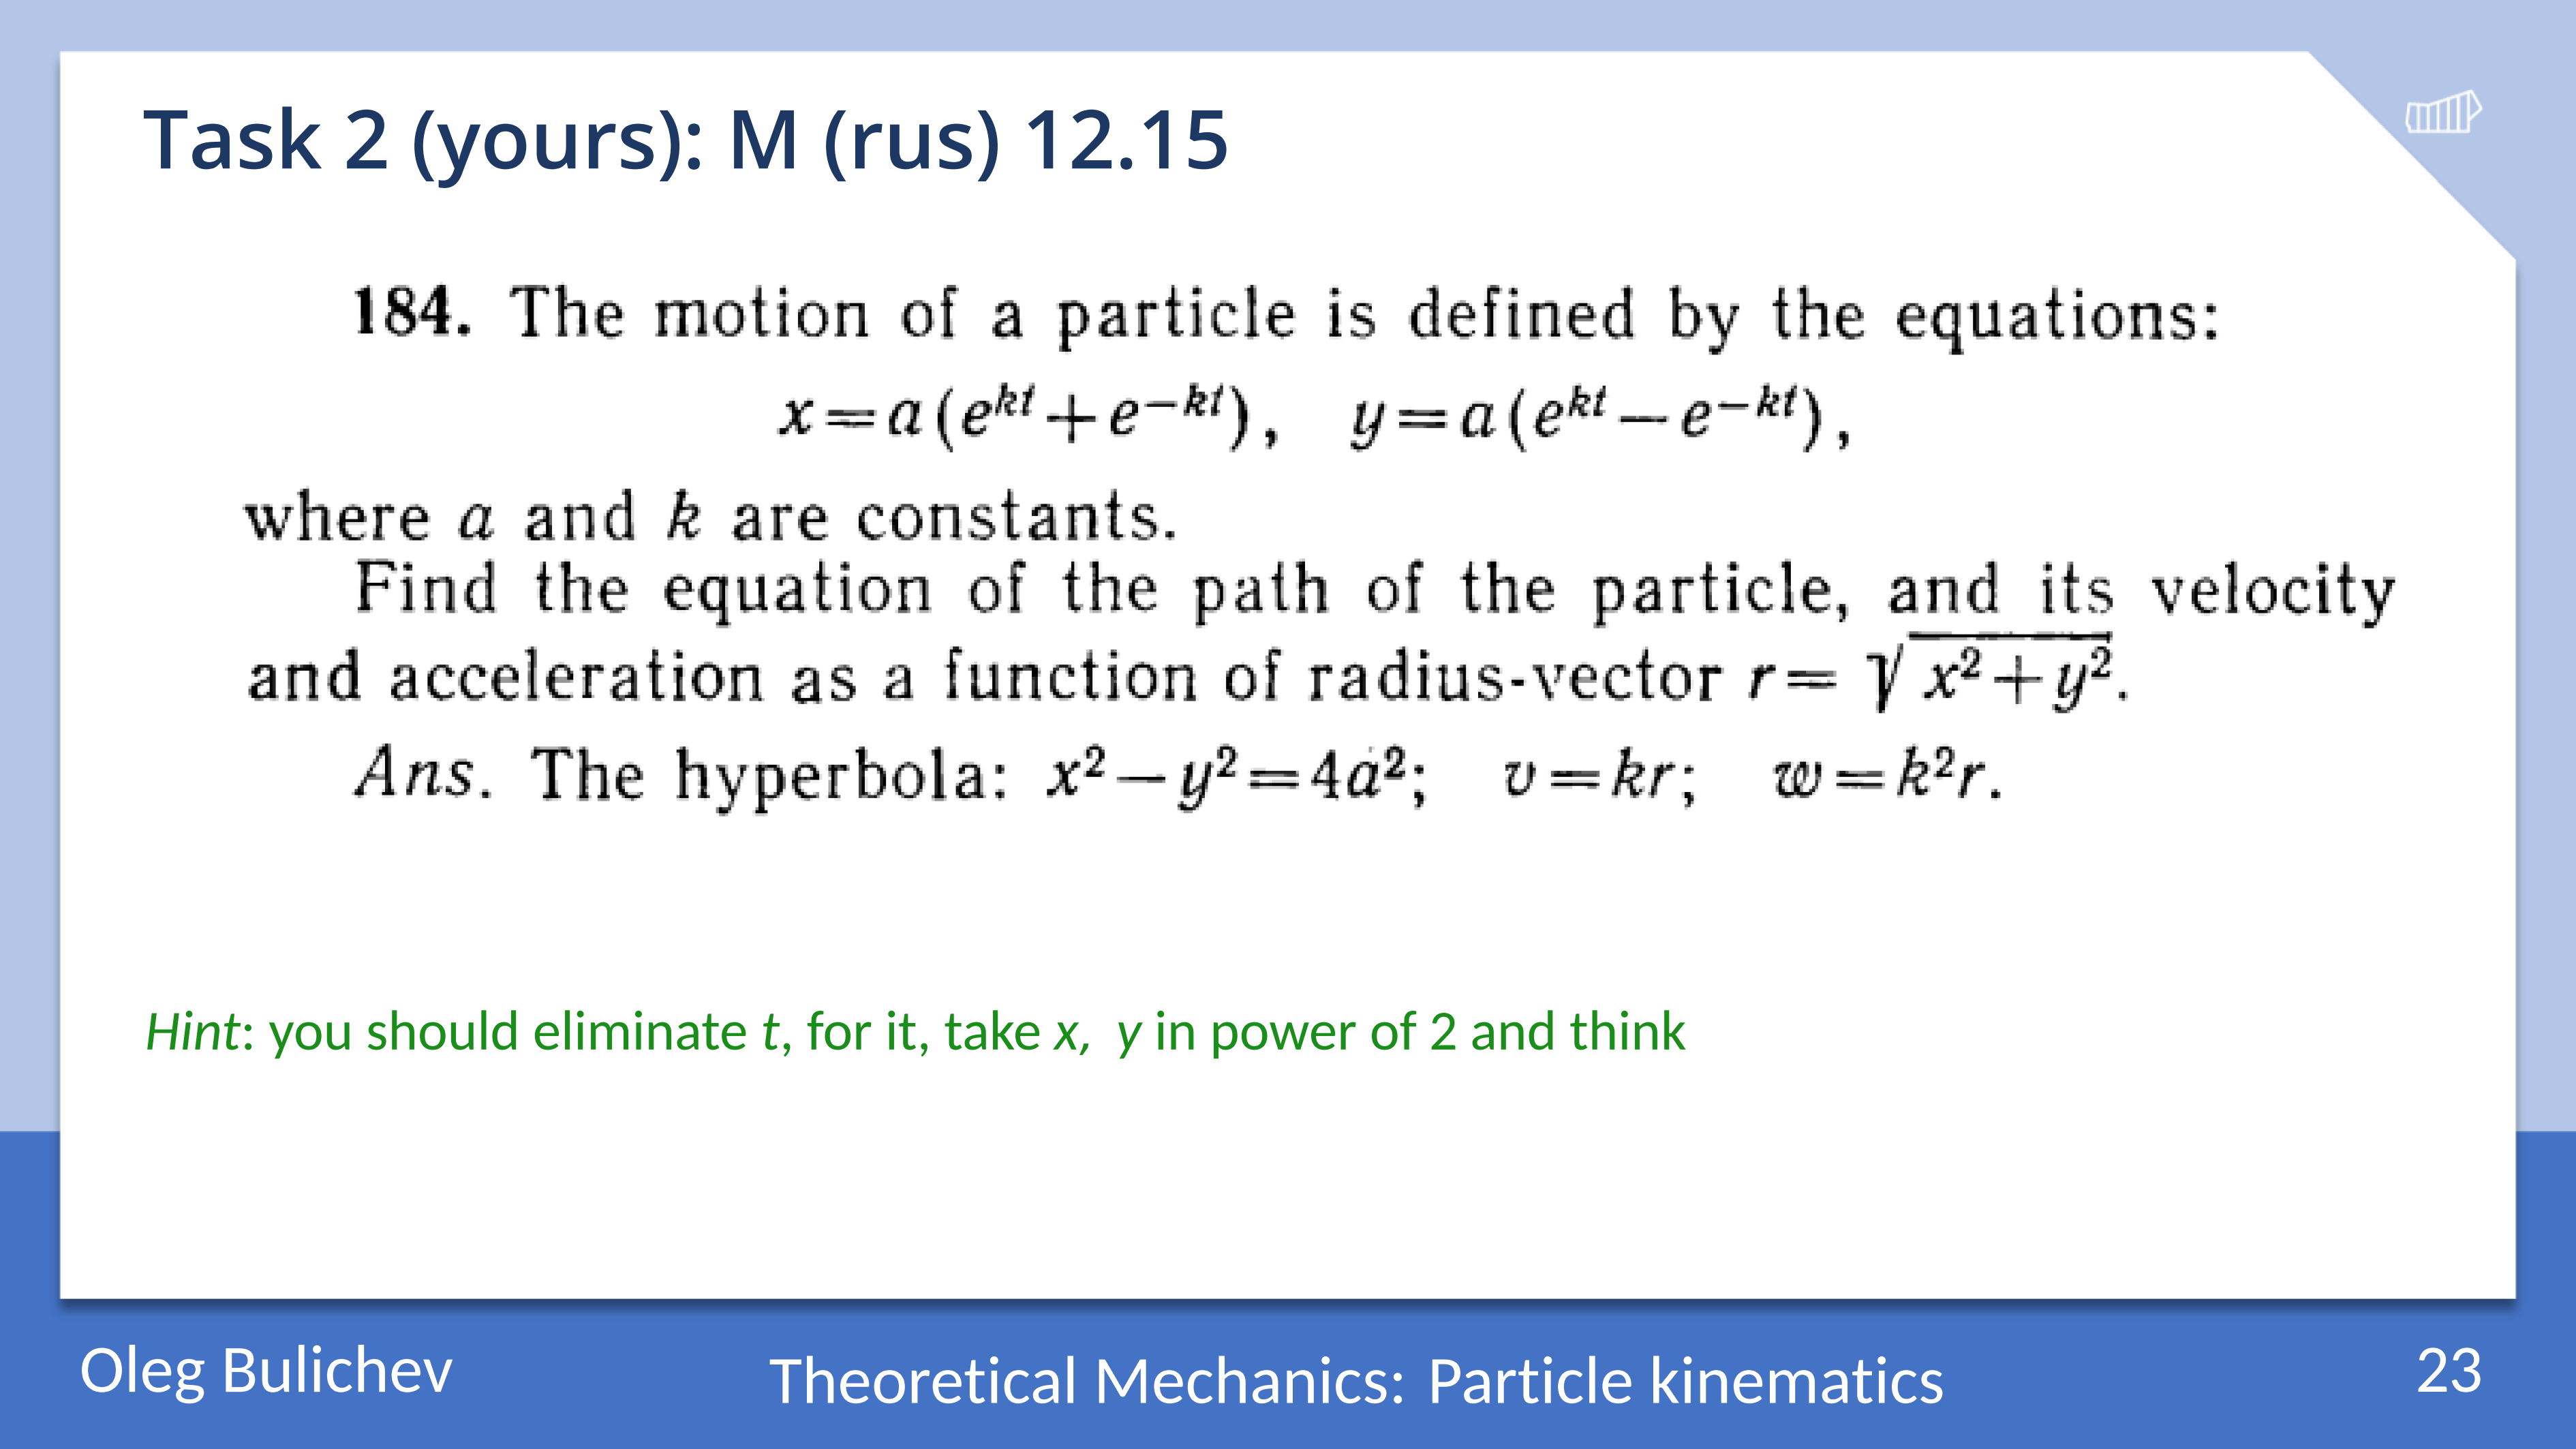 Task 2 (yours): M (rus) 12.15
184. The motion of a particle is defined by the equations:
x=a(e^{kt}+e^{−kt}), y=a(e^{kt}−e^{−kt}),
where a and k are constants.
Find the equation of the path of the particle, and its velocity
and acceleration as a function of radius-vector r=√(x²+y²).
Ans. The hyperbola: x²−y²=4a²; v=kr; w=k²r.
Hint: you should eliminate t, for it, take x, y in power of 2 and think
Oleg Bulichev
Theoretical Mechanics: Particle kinematics
23